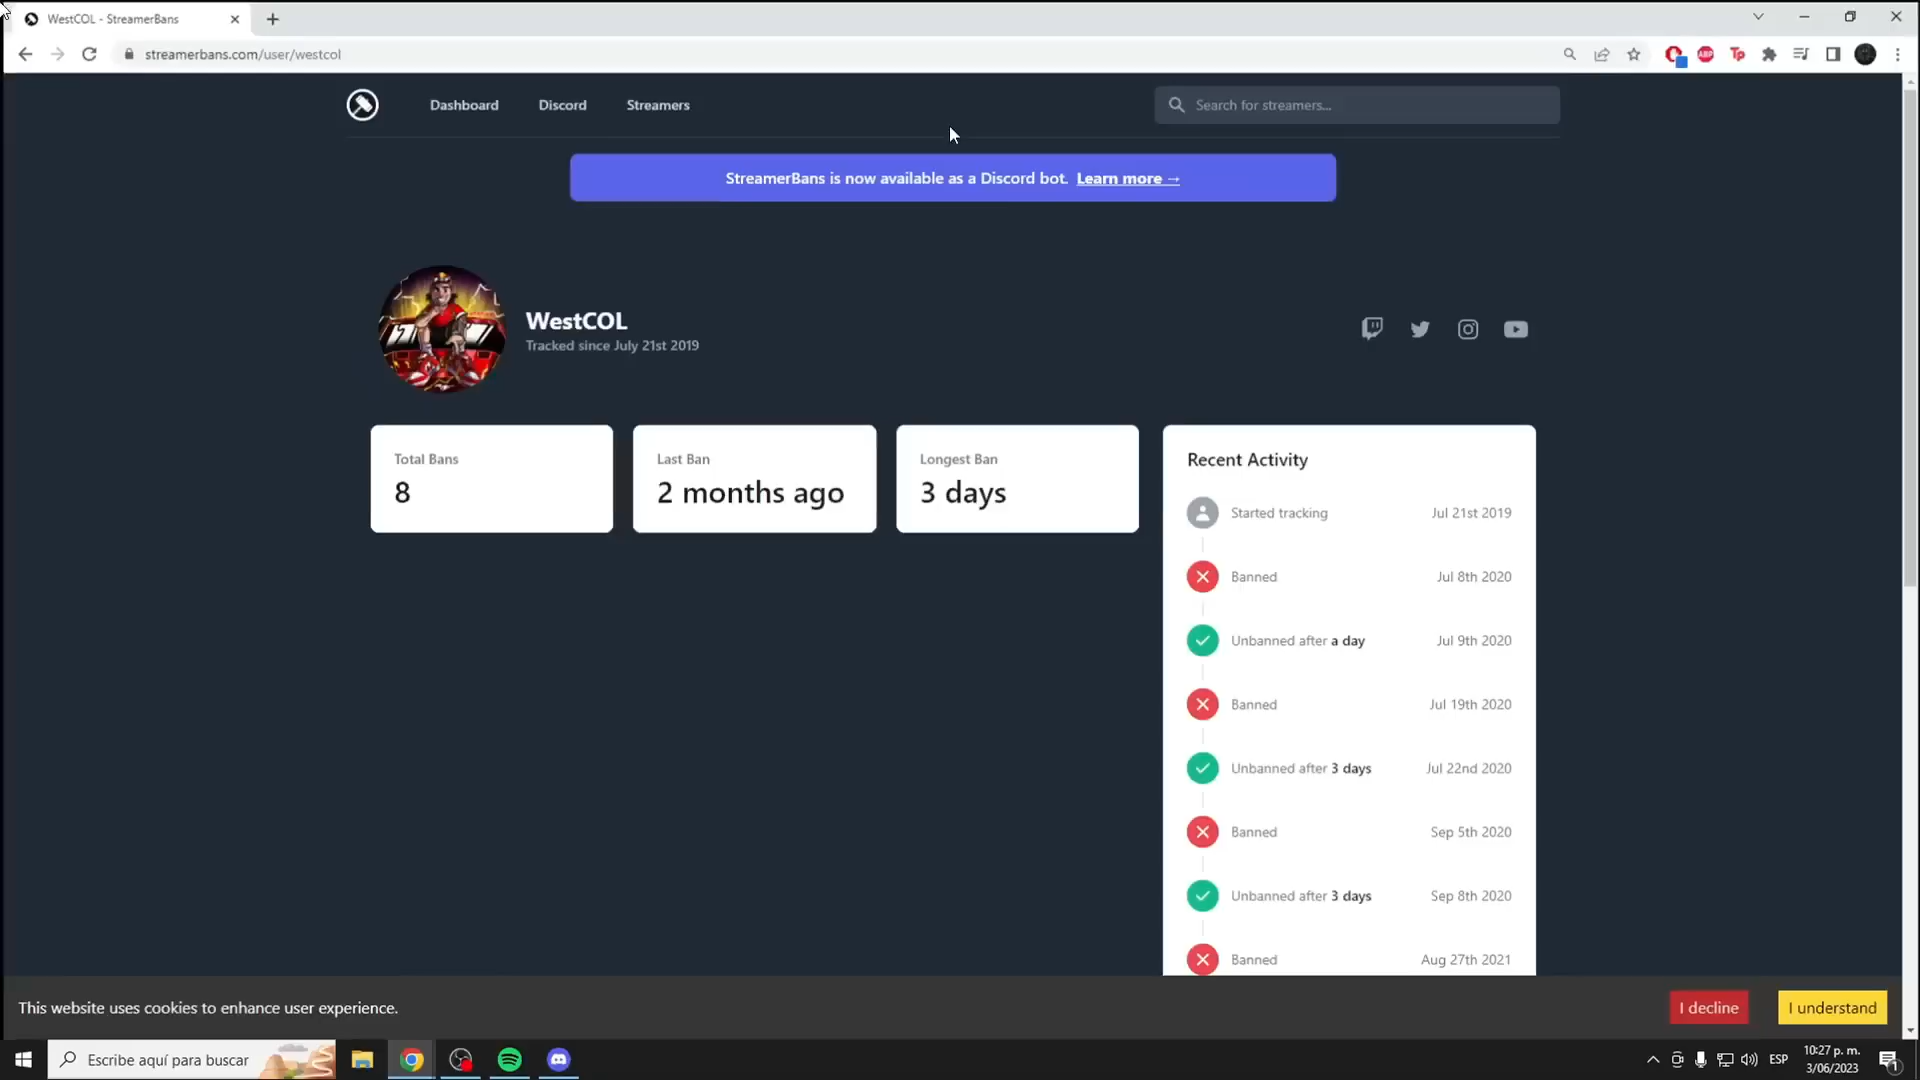 WestCOL - StreamerBans
streamerbans.com/user/westcol
ABP
Tp
Dashboard
Discord
Streamers
Search for streamers...
StreamerBans is now available as a Discord bot. Learn more →
WestCOL
Tracked since July 21st 2019
Total Bans
8
Last Ban
2 months ago
Longest Ban
3 days
Recent Activity
Started tracking Jul 21st 2019
Banned Jul 8th 2020
Unbanned after a day Jul 9th 2020
Banned Jul 19th 2020
Unbanned after 3 days Jul 22nd 2020
Banned Sep 5th 2020
Unbanned after 3 days Sep 8th 2020
Banned Aug 27th 2021
This website uses cookies to enhance user experience.
I decline
I understand
Escribe aquí para buscar
ESP
10:27 p. m.
3/06/2023
1